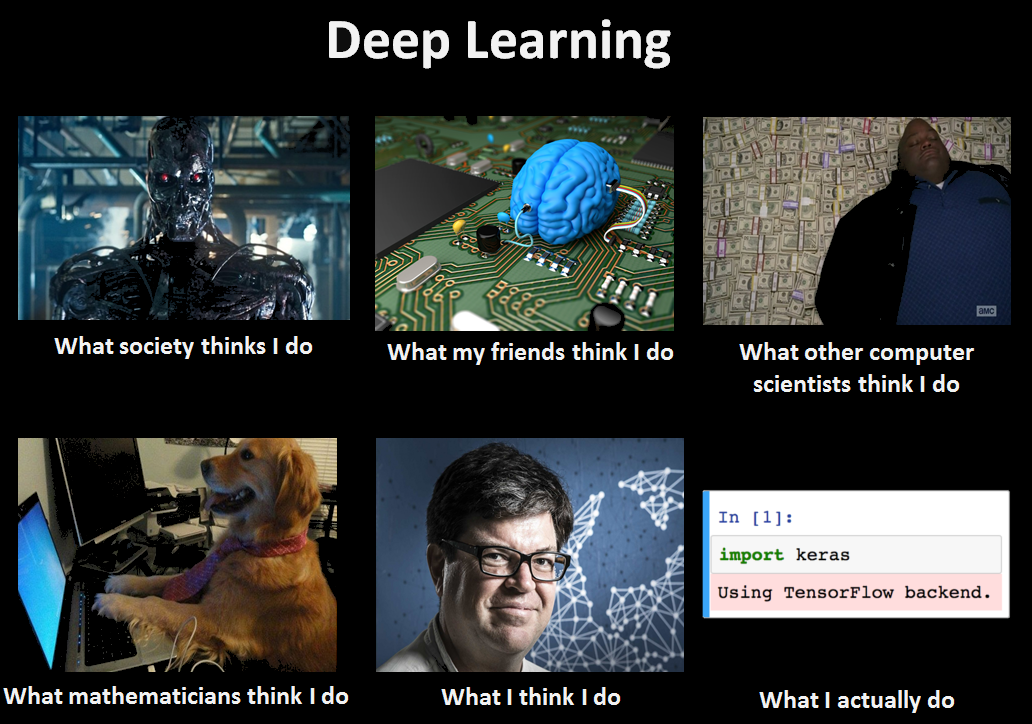 Deep Learning
amc
What society thinks I do
What my friends think I do
What other computer
scientists think I do
In [1]:
import keras
Using TensorFlow backend.
What mathematicians think I do
What I think I do
What I actually do